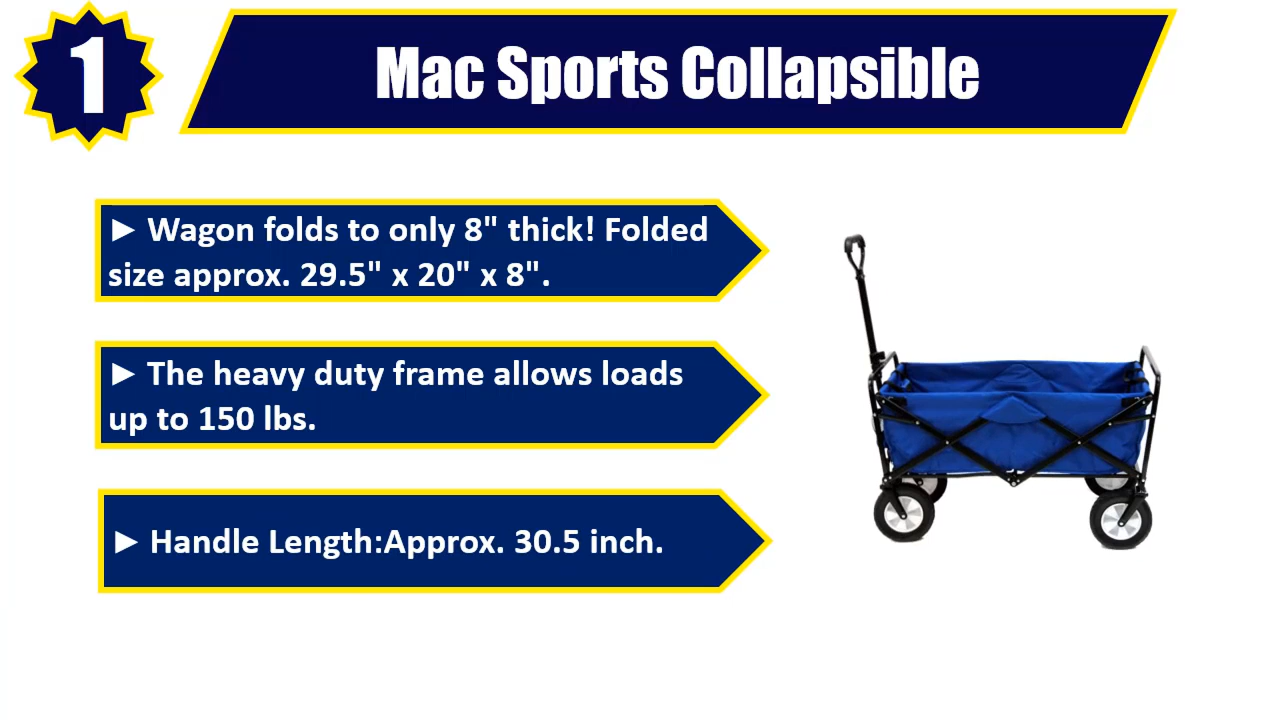 1
Mac Sports Collapsible
► Wagon folds to only 8" thick! Folded
size approx. 29.5" x 20" x 8".
► The heavy duty frame allows loads
up to 150 lbs.
► Handle Length:Approx. 30.5 inch.